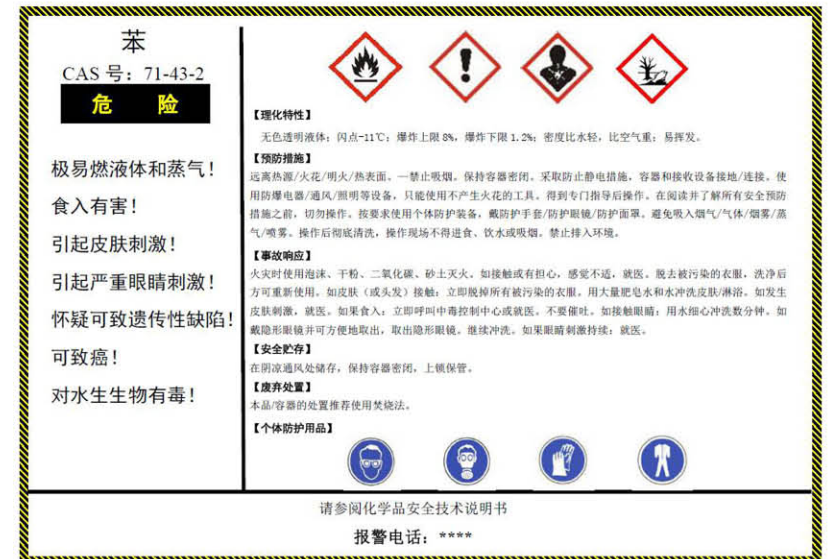 苯
CAS 号：71-43-2
危 险
极易燃液体和蒸气！
食入有害！
引起皮肤刺激！
引起严重眼睛刺激！
怀疑可致遗传性缺陷！
可致癌！
对水生生物有毒！
【理化特性】
无色透明液体；闪点-11℃；爆炸上限 8%，爆炸下限 1.2%；密度比水轻，比空气重；易挥发。
【预防措施】
远离热源/火花/明火/热表面。—禁止吸烟。保持容器密闭。采取防止静电措施，容器和接收设备接地/连接。使
用防爆电器/通风/照明等设备，只能使用不产生火花的工具。得到专门指导后操作。在阅读并了解所有安全预防
措施之前，切勿操作。按要求使用个体防护装备，戴防护手套/防护眼镜/防护面罩。避免吸入烟气/气体/烟雾/蒸
气/喷雾。操作后彻底清洗，操作现场不得进食、饮水或吸烟。禁止排入环境。
【事故响应】
火灾时使用泡沫、干粉、二氧化碳、砂土灭火。如接触或有担心，感觉不适，就医。脱去被污染的衣服，洗净后
方可重新使用。如皮肤（或头发）接触：立即脱掉所有被污染的衣服。用大量肥皂水和水冲洗皮肤/淋浴。如发生
皮肤刺激，就医。如果食入：立即呼叫中毒控制中心或就医。不要催吐。如接触眼睛：用水细心冲洗数分钟。如
戴隐形眼镜并可方便地取出，取出隐形眼镜。继续冲洗。如果眼睛刺激持续：就医。
【安全贮存】
在阴凉通风处储存，保持容器密闭，上锁保管。
【废弃处置】
本品/容器的处置推荐使用焚烧法。
【个体防护用品】
请参阅化学品安全技术说明书
报警电话：****